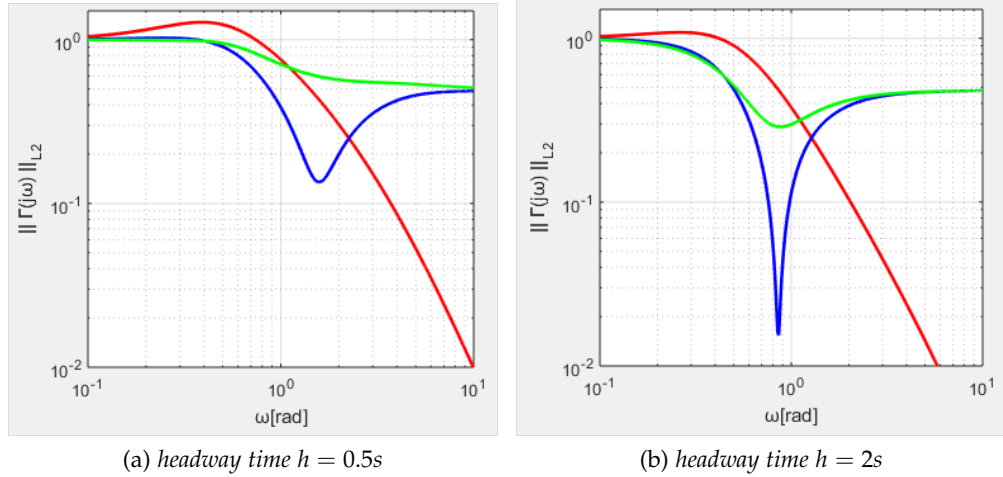 10^0
10^-1
10^-2
|| Γ(jω) ||_L2
10^-1
10^0
10^1
ω[rad]
(a) headway time h = 0.5s
10^0
10^-1
10^-2
|| Γ(jω) ||_L2
10^-1
10^0
10^1
ω[rad]
(b) headway time h = 2s